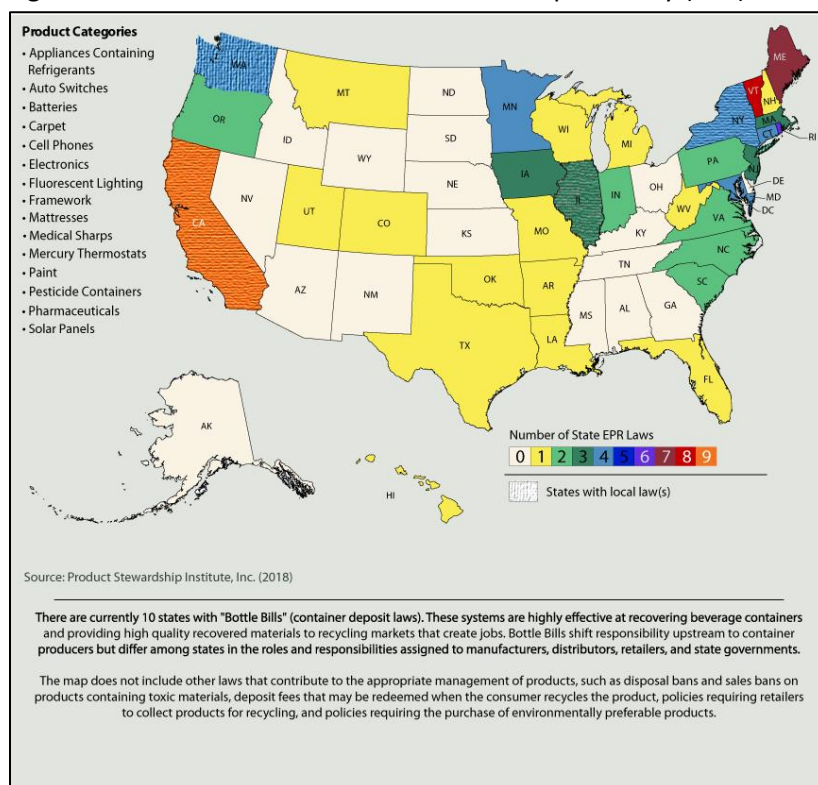 Product Categories
• Appliances Containing
Refrigerants
• Auto Switches
• Batteries
• Carpet
• Cell Phones
• Electronics
• Fluorescent Lighting
• Framework
• Mattresses
• Medical Sharps
• Mercury Thermostats
• Paint
• Pesticide Containers
• Pharmaceuticals
• Solar Panels
WA
OR
CA
NV
ID
MT
WY
UT
CO
AZ
NM
ND
SD
NE
KS
OK
TX
MN
IA
MO
AR
LA
WI
IL
MI
IN
OH
KY
TN
MS
AL
GA
FL
SC
NC
VA
WV
PA
NY
VT
NH
ME
MA
CT
RI
NJ
DE
MD
DC
AK
HI
Number of State EPR Laws
0 1 2 3 4 5 6 7 8 9
States with local law(s)
Source: Product Stewardship Institute, Inc. (2018)
There are currently 10 states with "Bottle Bills" (container deposit laws). These systems are highly effective at recovering beverage containers
and providing high quality recovered materials to recycling markets that create jobs. Bottle Bills shift responsibility upstream to container
producers but differ among states in the roles and responsibilities assigned to manufacturers, distributors, retailers, and state governments.
The map does not include other laws that contribute to the appropriate management of products, such as disposal bans and sales bans on
products containing toxic materials, deposit fees that may be redeemed when the consumer recycles the product, policies requiring retailers
to collect products for recycling, and policies requiring the purchase of environmentally preferable products.